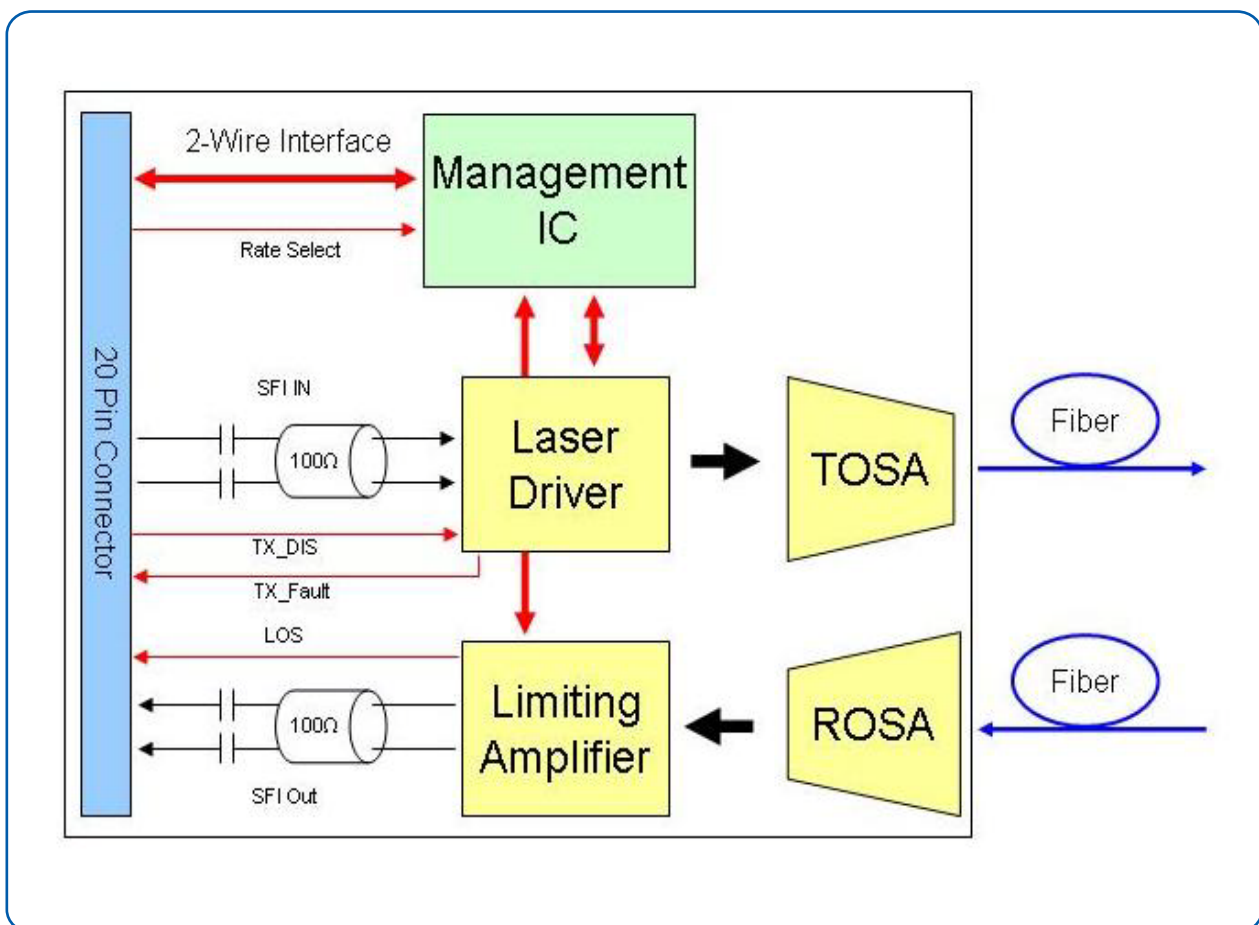 2-Wire Interface
Management
IC
Rate Select
20 Pin Connector
SFI IN
100Ω
Laser
Driver
TOSA
Fiber
TX_DIS
TX_Fault
LOS
100Ω
SFI Out
Limiting
Amplifier
ROSA
Fiber